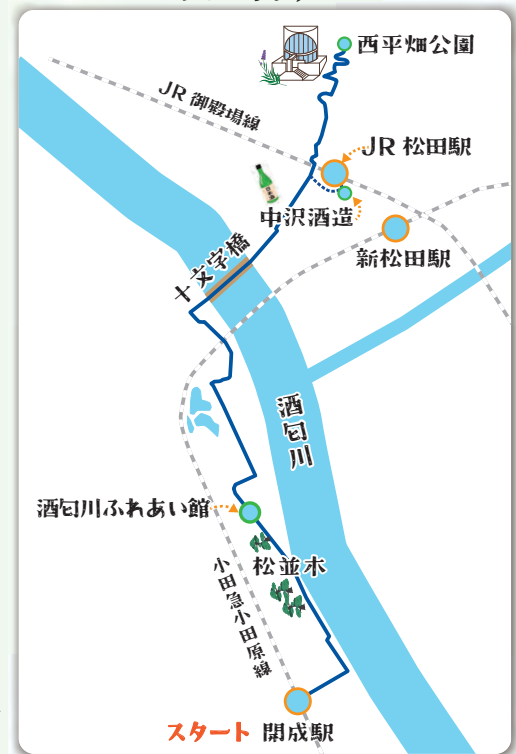 西平畑公園
JR 御殿場線
JR 松田駅
中沢酒造
新松田駅
十文字橋
酒匂川
酒匂川ふれあい館
松並木
小田急小田原線
スタート 開成駅